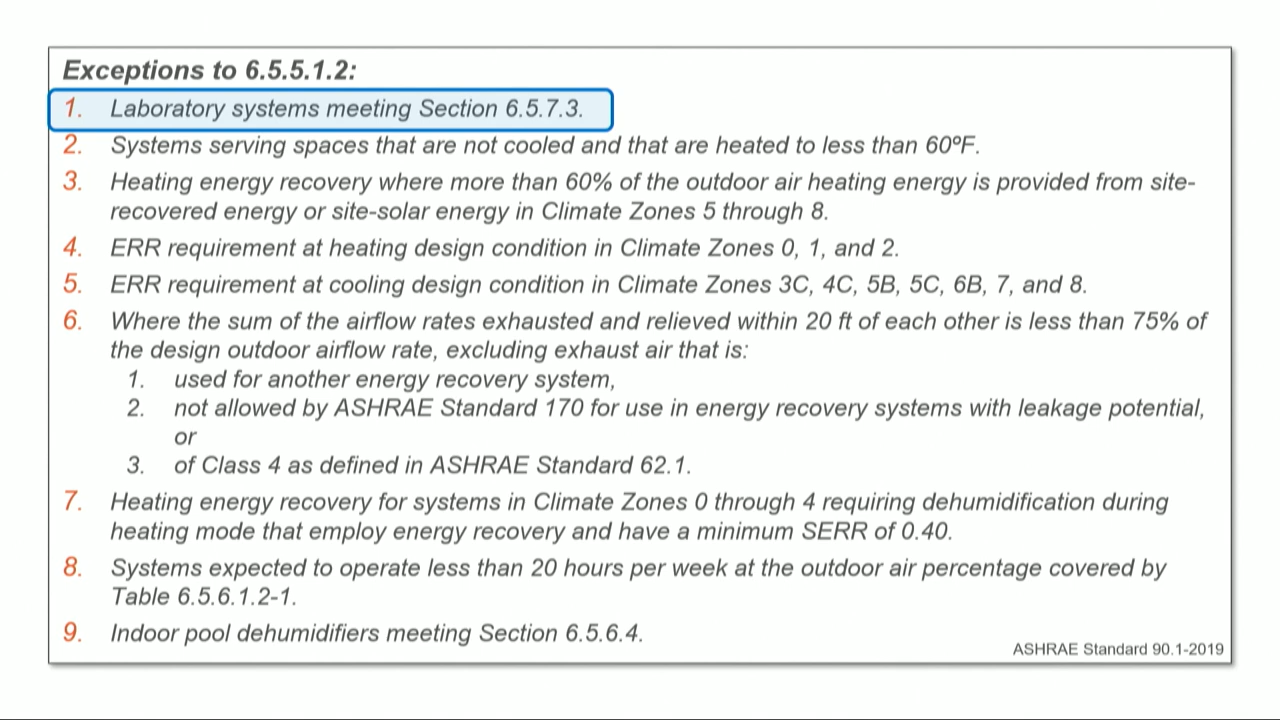 Exceptions to 6.5.5.1.2:
1. Laboratory systems meeting Section 6.5.7.3.
2. Systems serving spaces that are not cooled and that are heated to less than 60ºF.
3. Heating energy recovery where more than 60% of the outdoor air heating energy is provided from site-
recovered energy or site-solar energy in Climate Zones 5 through 8.
4. ERR requirement at heating design condition in Climate Zones 0, 1, and 2.
5. ERR requirement at cooling design condition in Climate Zones 3C, 4C, 5B, 5C, 6B, 7, and 8.
6. Where the sum of the airflow rates exhausted and relieved within 20 ft of each other is less than 75% of
the design outdoor airflow rate, excluding exhaust air that is:
1. used for another energy recovery system,
2. not allowed by ASHRAE Standard 170 for use in energy recovery systems with leakage potential,
or
3. of Class 4 as defined in ASHRAE Standard 62.1.
7. Heating energy recovery for systems in Climate Zones 0 through 4 requiring dehumidification during
heating mode that employ energy recovery and have a minimum SERR of 0.40.
8. Systems expected to operate less than 20 hours per week at the outdoor air percentage covered by
Table 6.5.6.1.2-1.
9. Indoor pool dehumidifiers meeting Section 6.5.6.4.
ASHRAE Standard 90.1-2019